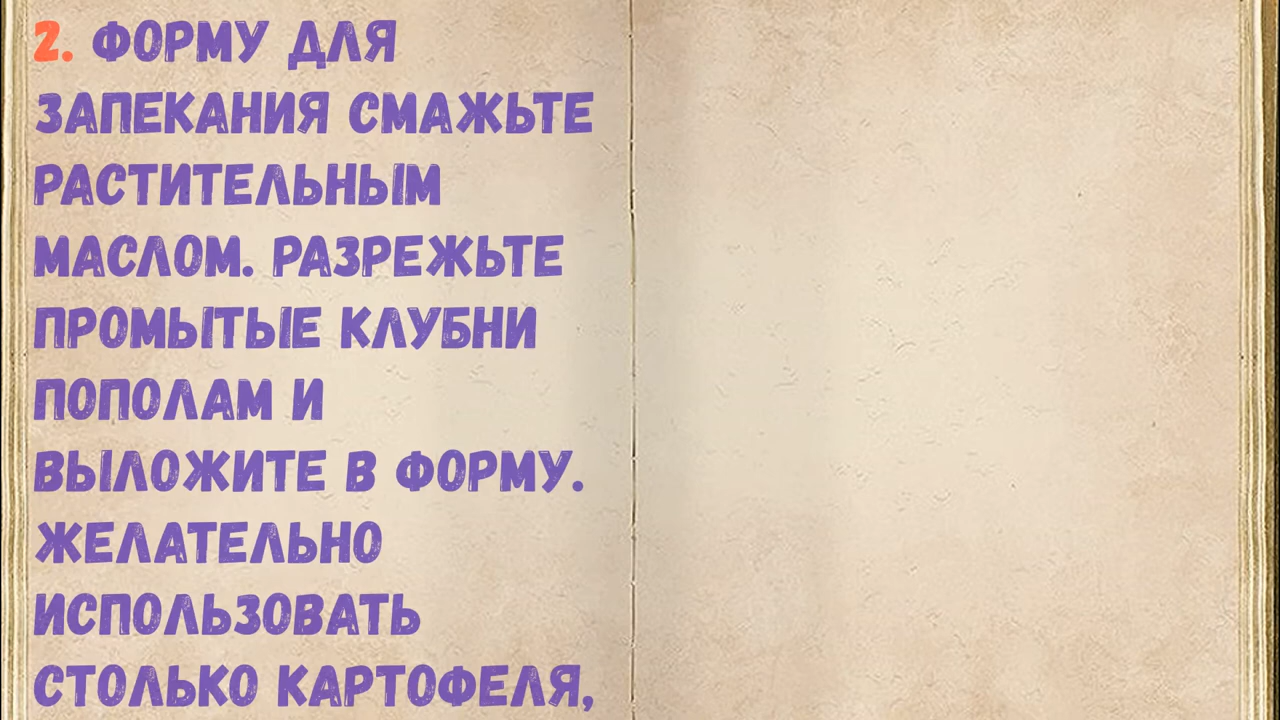 2. ФОРМУ ДЛЯ
ЗАПЕКАНИЯ СМАЖЬТЕ
РАСТИТЕЛЬНЫМ
МАСЛОМ. РАЗРЕЖЬТЕ
ПРОМЫТЫЕ КЛУБНИ
ПОПОЛАМ И
ВЫЛОЖИТЕ В ФОРМУ.
ЖЕЛАТЕЛЬНО
ИСПОЛЬЗОВАТЬ
СТОЛЬКО КАРТОФЕЛЯ,